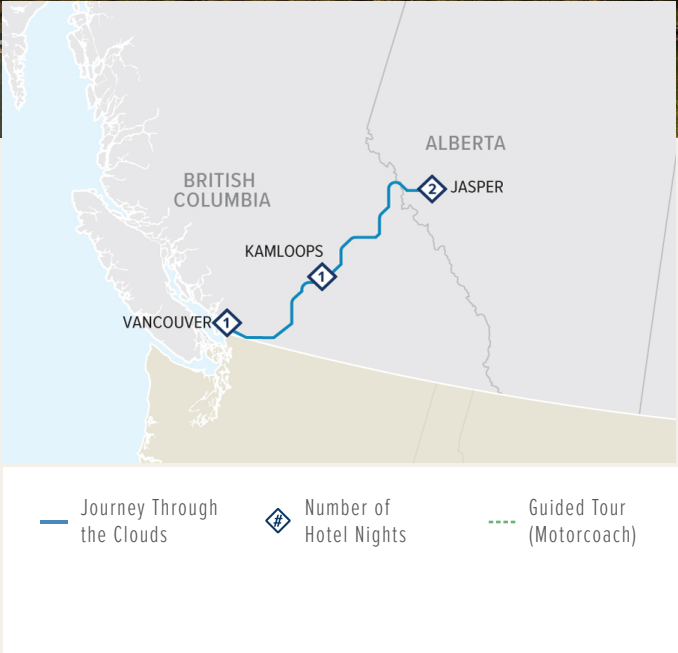 ALBERTA
BRITISH
COLUMBIA
2 JASPER
KAMLOOPS
1
VANCOUVER 1
Journey Through
the Clouds
# Number of
Hotel Nights
Guided Tour
(Motorcoach)